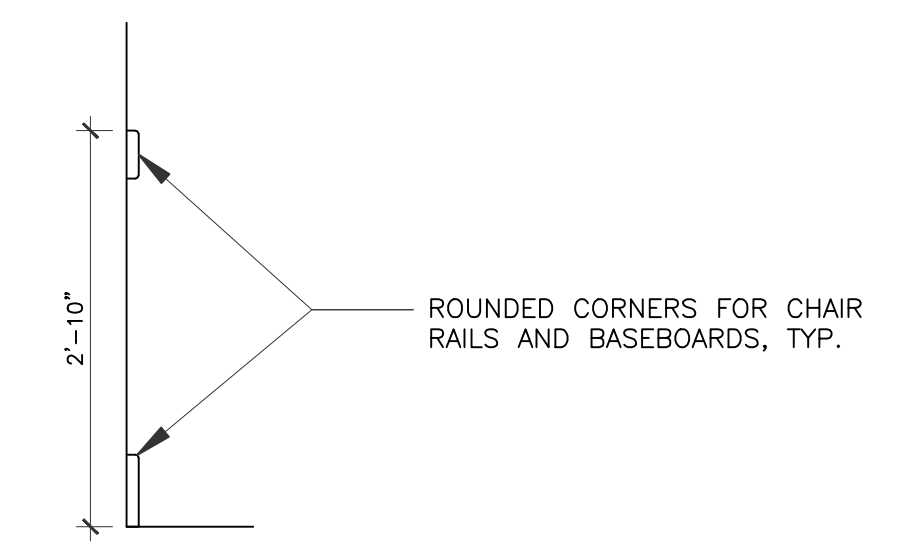 2'-10"
ROUNDED CORNERS FOR CHAIR
RAILS AND BASEBOARDS, TYP.